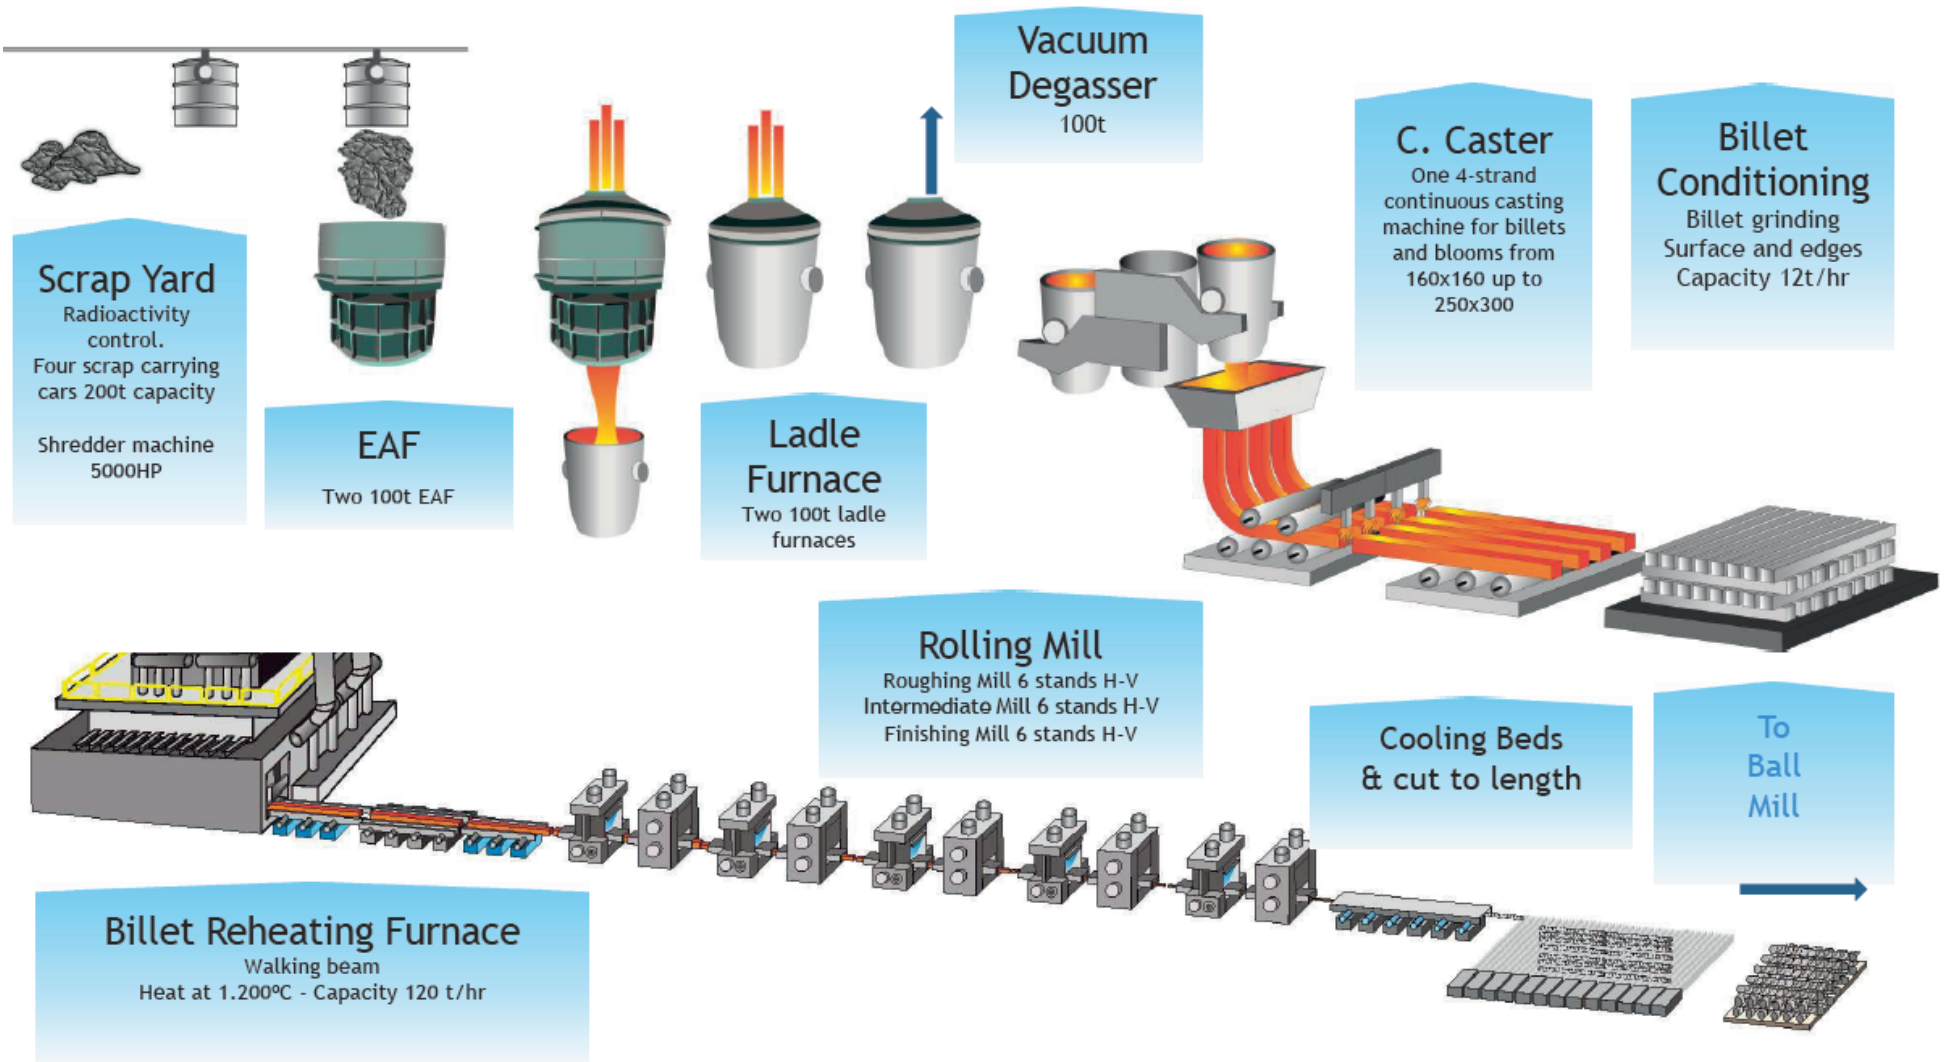 Scrap Yard
Radioactivity
control.
Four scrap carrying
cars 200t capacity
Shredder machine
5000HP
EAF
Two 100t EAF
Ladle
Furnace
Two 100t ladle
furnaces
Vacuum
Degasser
100t
C. Caster
One 4-strand
continuous casting
machine for billets
and blooms from
160x160 up to
250x300
Billet
Conditioning
Billet grinding
Surface and edges
Capacity 12t/hr
Billet Reheating Furnace
Walking beam
Heat at 1.200ºC - Capacity 120 t/hr
Rolling Mill
Roughing Mill 6 stands H-V
Intermediate Mill 6 stands H-V
Finishing Mill 6 stands H-V
Cooling Beds
& cut to length
To
Ball
Mill